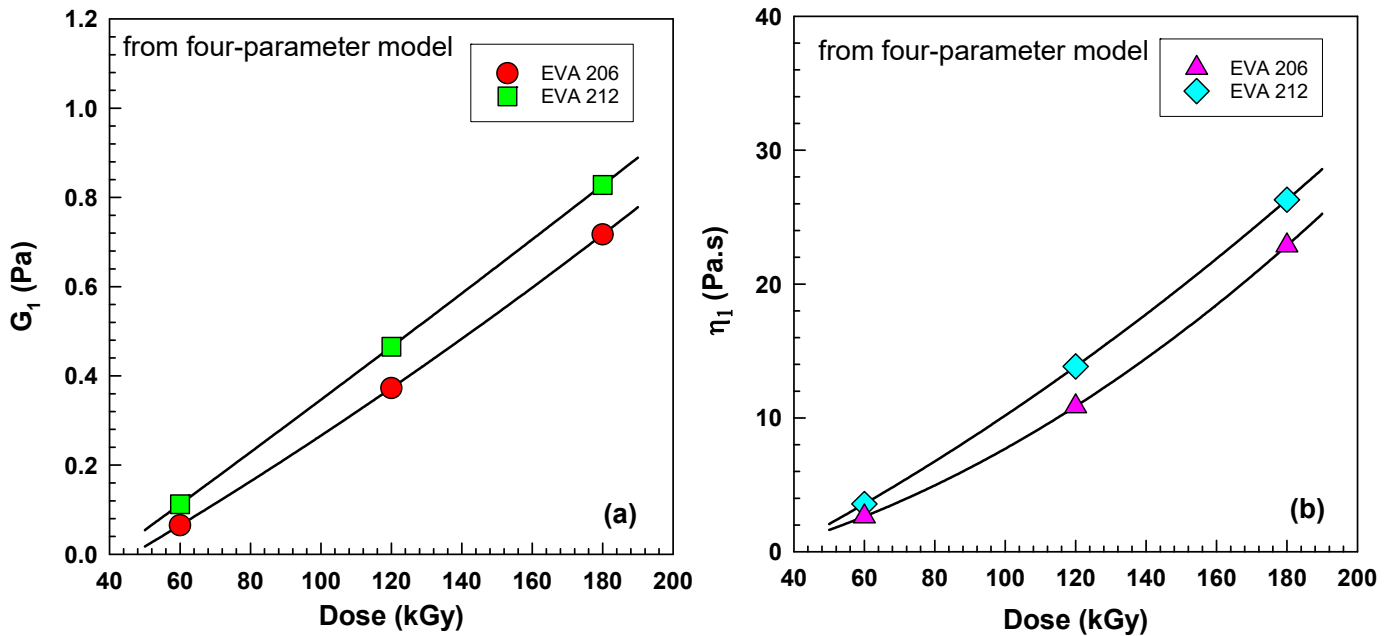 from four-parameter model
EVA 206
EVA 212
1.2
1.0
0.8
0.6
0.4
0.2
0.0
G1 (Pa)
40 60 80 100 120 140 160 180 200
Dose (kGy)
(a)
from four-parameter model
EVA 206
EVA 212
40
30
20
10
0
η1 (Pa.s)
40 60 80 100 120 140 160 180 200
Dose (kGy)
(b)